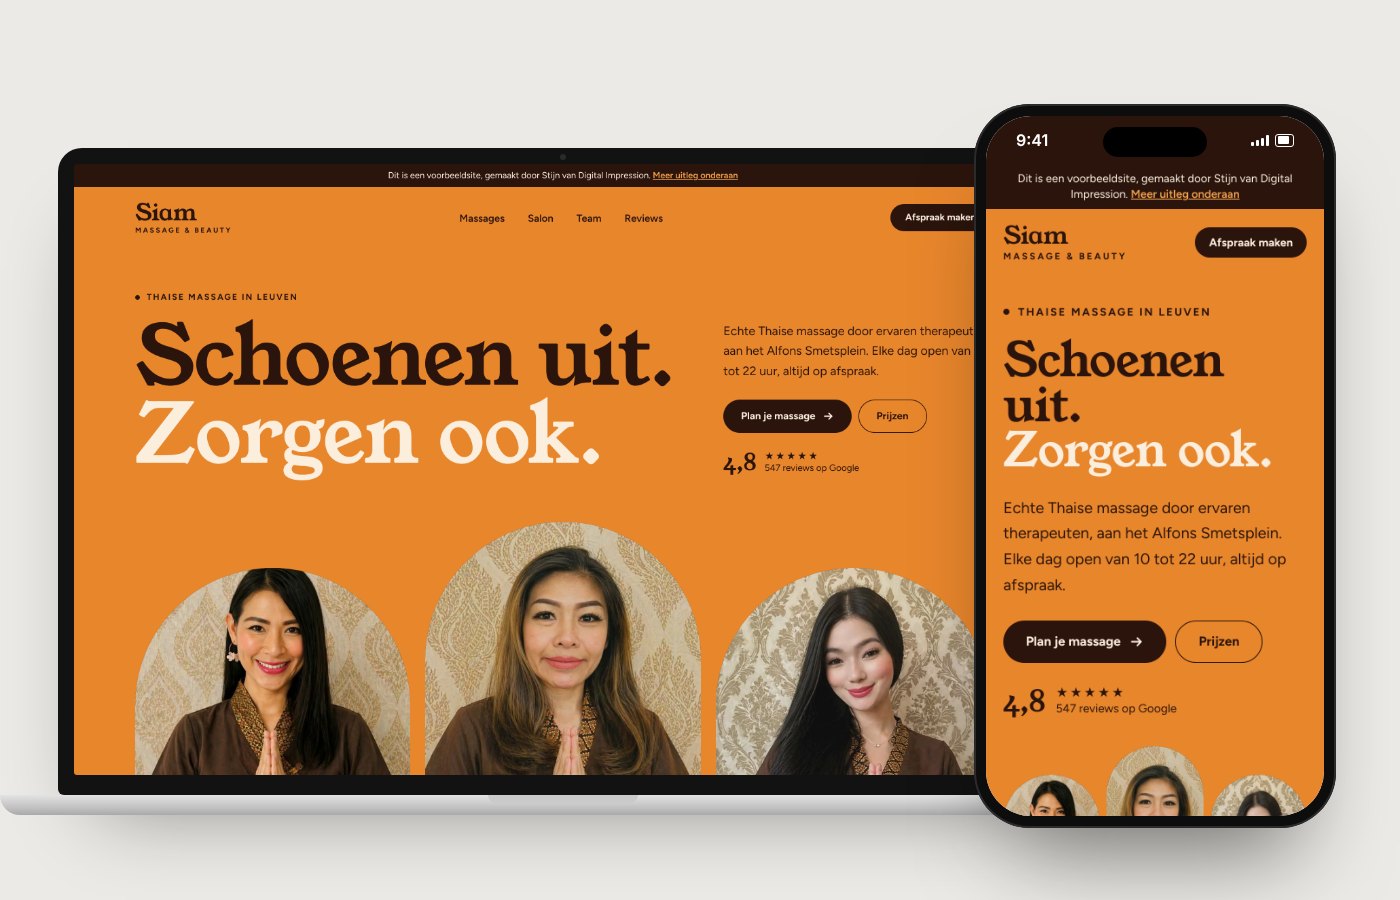 Dit is een voorbeeldsite, gemaakt door Stijn van Digital Impression. Meer uitleg onderaan
Siam
MASSAGE & BEAUTY
Massages
Salon
Team
Reviews
Afspraak maken
THAISE MASSAGE IN LEUVEN
Schoenen uit.
Zorgen ook.
Echte Thaise massage door ervaren therapeut
aan het Alfons Smetsplein. Elke dag open van
tot 22 uur, altijd op afspraak.
Plan je massage →
Prijzen
4,8
★★★★★
547 reviews op Google
9:41
Dit is een voorbeeldsite, gemaakt door Stijn van Digital
Impression. Meer uitleg onderaan
Siam
MASSAGE & BEAUTY
Afspraak maken
THAISE MASSAGE IN LEUVEN
Schoenen
uit.
Zorgen ook.
Echte Thaise massage door ervaren
therapeuten, aan het Alfons Smetsplein.
Elke dag open van 10 tot 22 uur, altijd op
afspraak.
Plan je massage →
Prijzen
4,8
★★★★★
547 reviews op Google